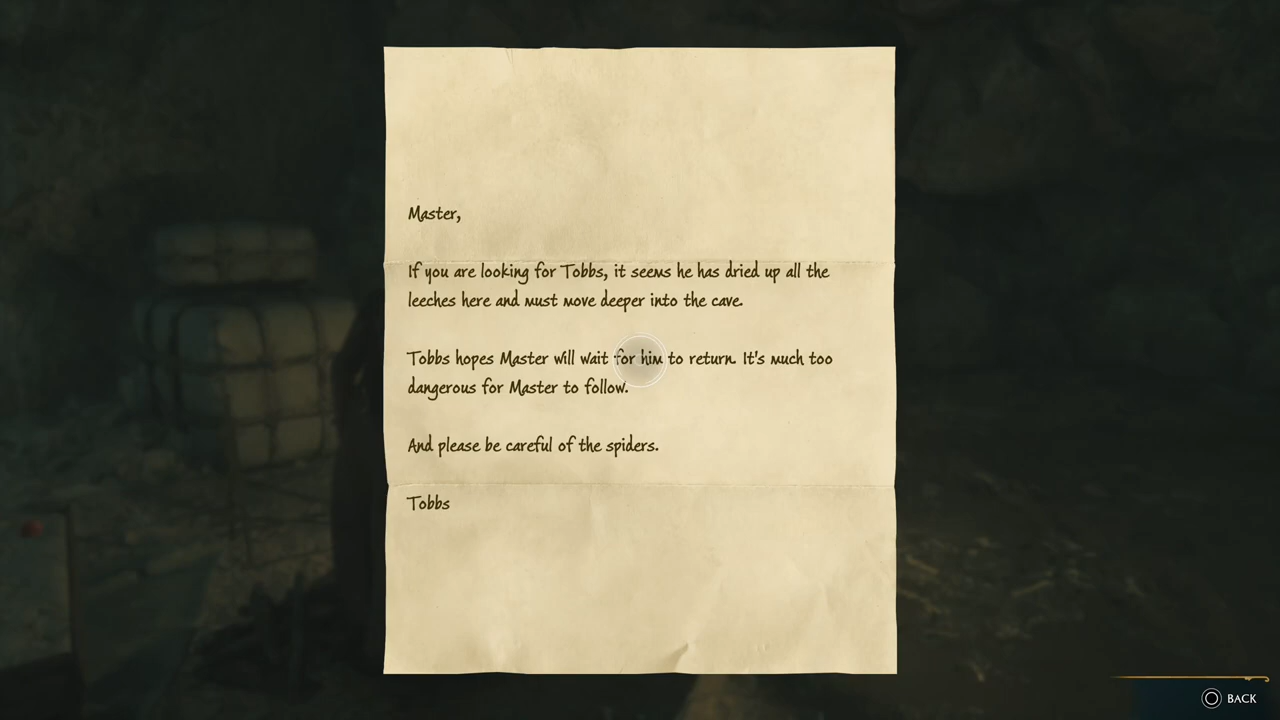 Master,
If you are looking for Tobbs, it seems he has dried up all the
leeches here and must move deeper into the cave.
Tobbs hopes Master will wait for him to return. It's much too
dangerous for Master to follow.
And please be careful of the spiders.
Tobbs
BACK